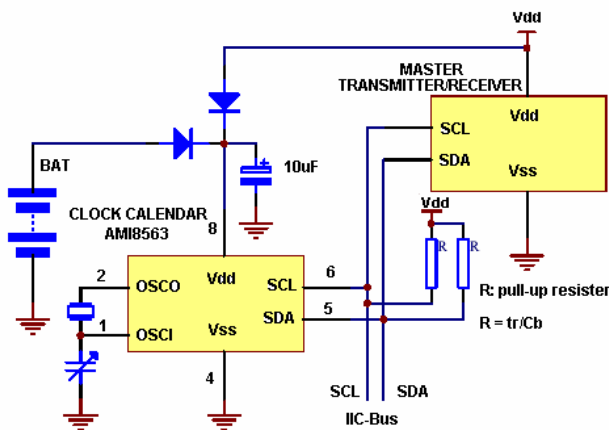 Vdd
MASTER
TRANSMITTER/RECEIVER
Vdd
SCL
SDA
Vss
BAT
10uF
+
CLOCK CALENDAR
AMI8563
8
Vdd
R
R
R: pull-up resister
R = tr/Cb
2
OSCO
Vdd
SCL
6
1
OSCI
SDA
5
Vss
4
SCL
SDA
IIC-Bus